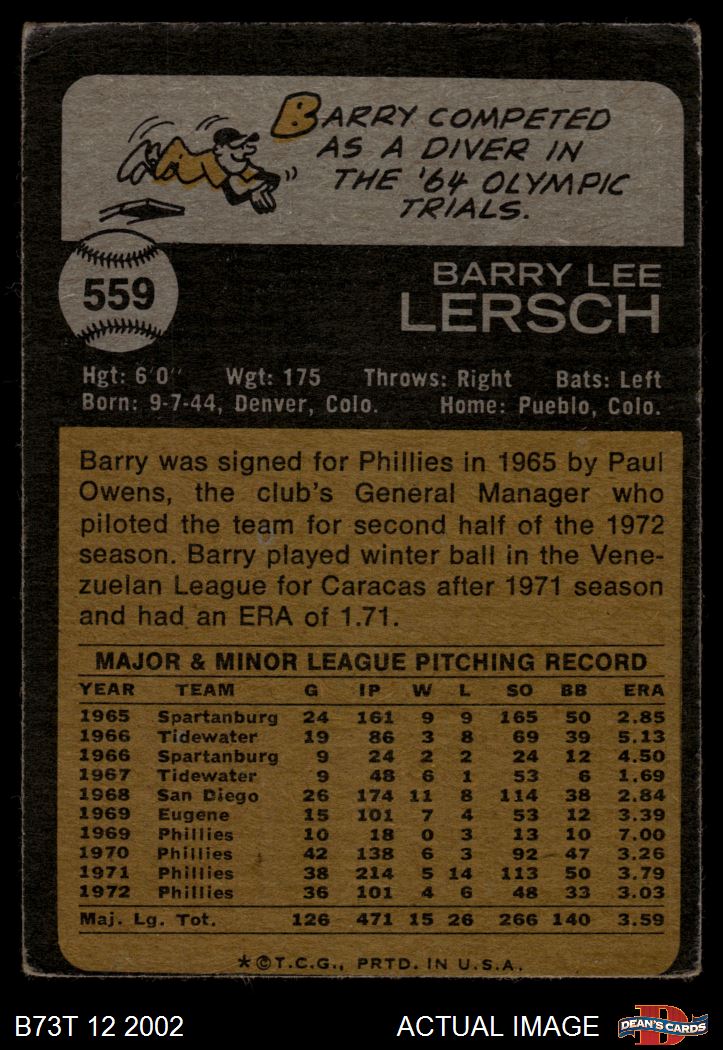 BARRY COMPETED
AS A DIVER IN
THE '64 OLYMPIC
TRIALS.
559
BARRY LEE
LERSCH
Hgt: 6'0" Wgt: 175 Throws: Right Bats: Left
Born: 9-7-44, Denver, Colo. Home: Pueblo, Colo.
Barry was signed for Phillies in 1965 by Paul
Owens, the club's General Manager who
piloted the team for second half of the 1972
season. Barry played winter ball in the Vene-
zuelan League for Caracas after 1971 season
and had an ERA of 1.71.
MAJOR & MINOR LEAGUE PITCHING RECORD
YEAR TEAM G IP W L SO BB ERA
1965 Spartanburg 24 161 9 9 165 50 2.85
1966 Tidewater 19 86 3 8 69 39 5.13
1966 Spartanburg 9 24 2 2 24 12 4.50
1967 Tidewater 9 48 6 1 53 6 1.69
1968 San Diego 26 174 11 8 114 38 2.84
1969 Eugene 15 101 7 4 53 12 3.39
1969 Phillies 10 18 0 3 13 10 7.00
1970 Phillies 42 138 6 3 92 47 3.26
1971 Phillies 38 214 5 14 113 50 3.79
1972 Phillies 36 101 4 6 48 33 3.03
Maj. Lg. Tot. 126 471 15 26 266 140 3.59
*©T.C.G., PRTD. IN U.S.A.
B73T 12 2002 ACTUAL IMAGE DEAN'S CARDS